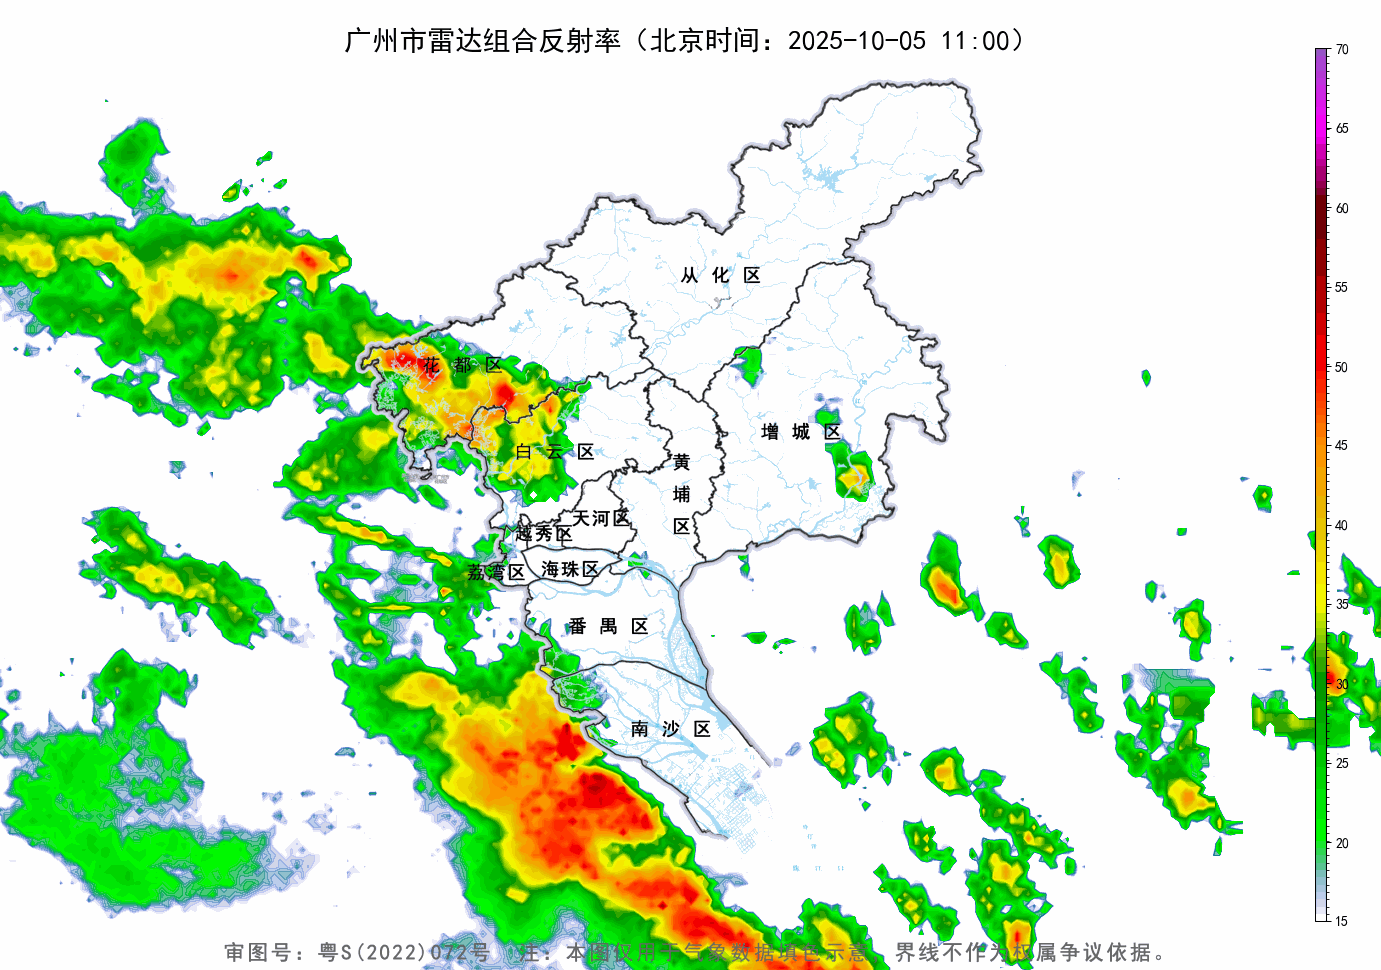 广州市雷达组合反射率（北京时间：2025-10-05 11:00）
70
65
60
55
50
45
40
35
30
25
20
15
从化区
花都区
增城区
白云区
黄埔区
天河区
越秀区
荔湾区
海珠区
番禺区
南沙区
审图号：粤S(2022)072号 注：本图仅用于气象数据填色示意，界线不作为权属争议依据。